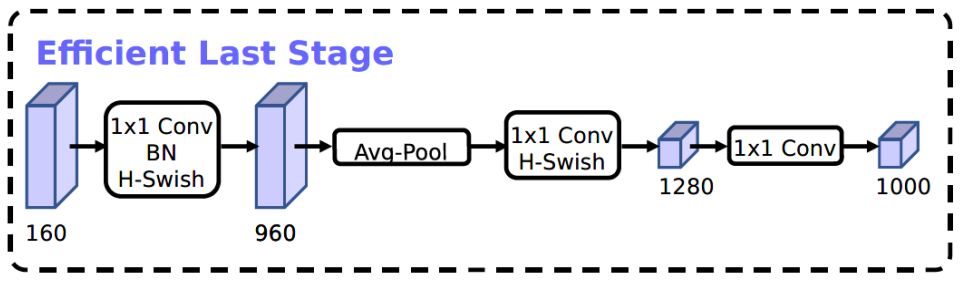 Efficient Last Stage
1x1 Conv
BN
H-Swish
Avg-Pool
1x1 Conv
H-Swish
1x1 Conv
160
960
1280
1000